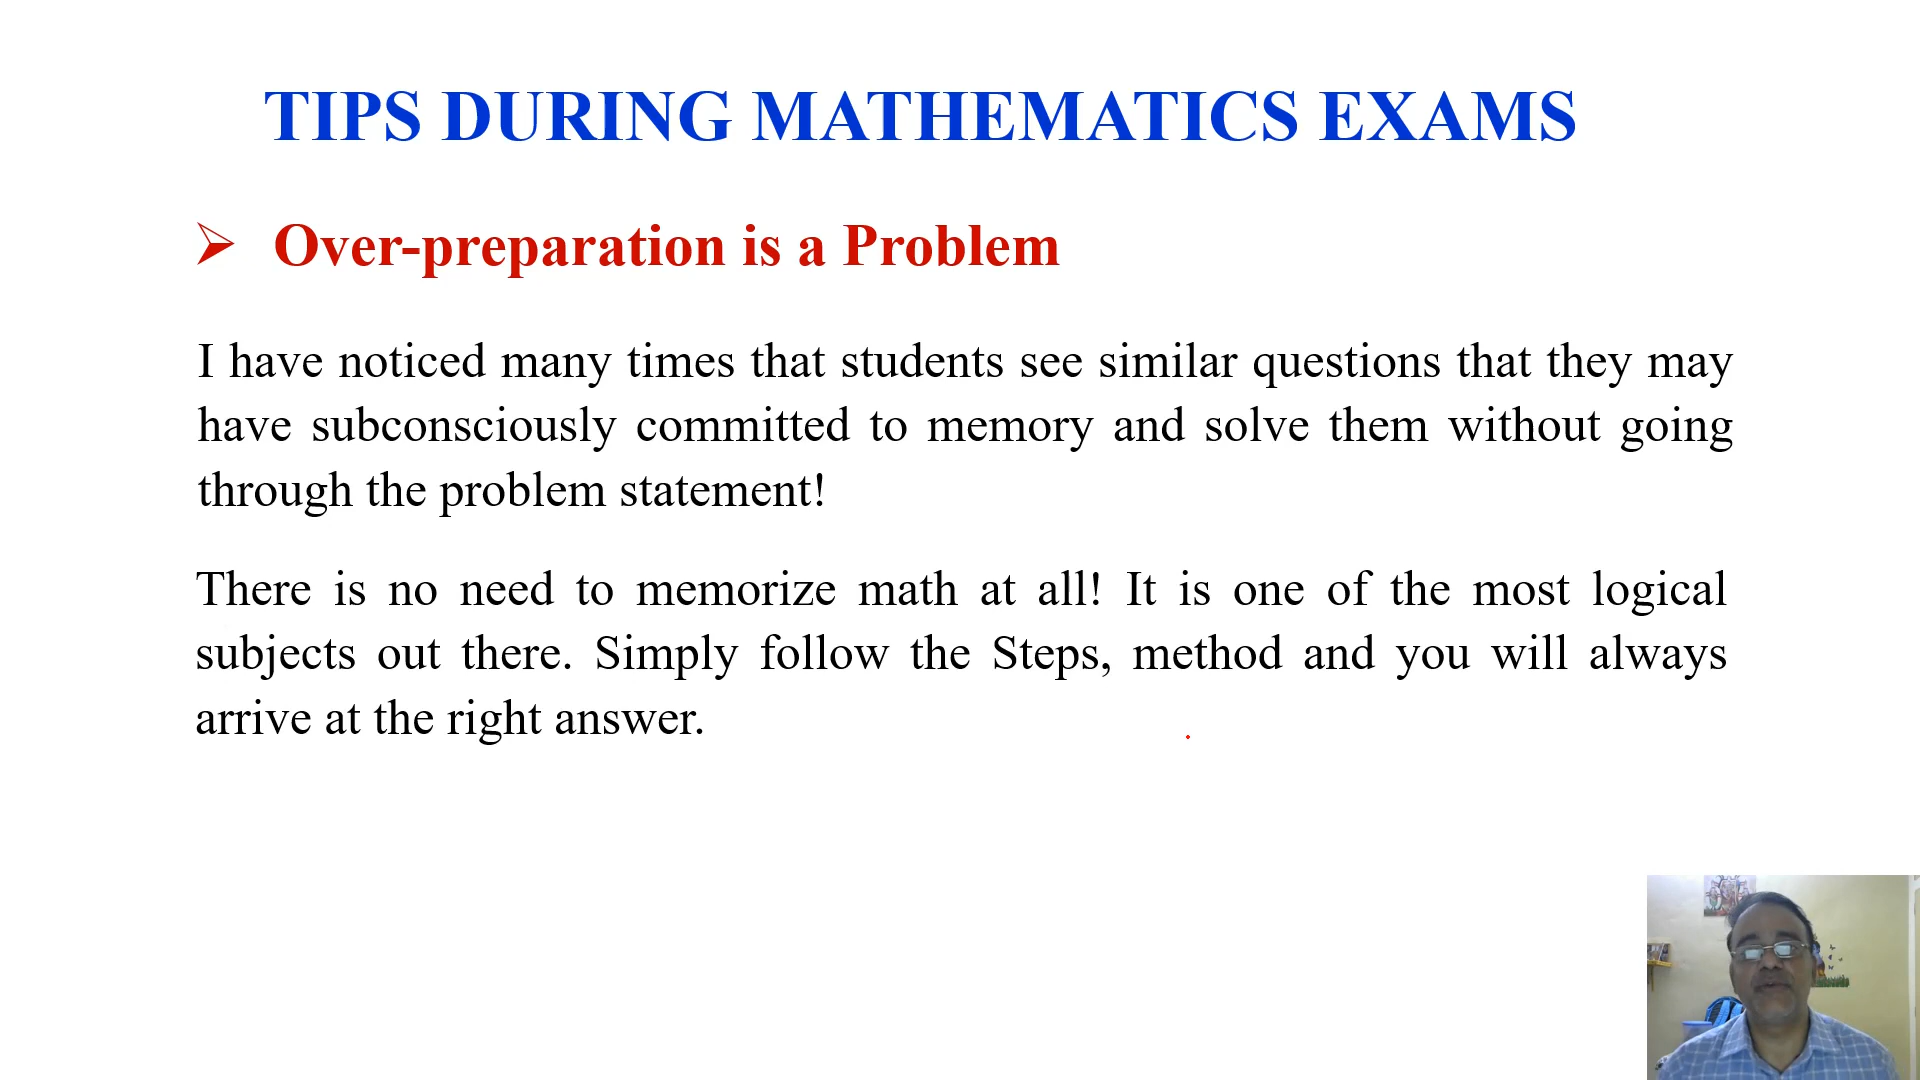 TIPS DURING MATHEMATICS EXAMS
Over-preparation is a Problem
I have noticed many times that students see similar questions that they may
have subconsciously committed to memory and solve them without going
through the problem statement!
There is no need to memorize math at all! It is one of the most logical
subjects out there. Simply follow the Steps, method and you will always
arrive at the right answer.